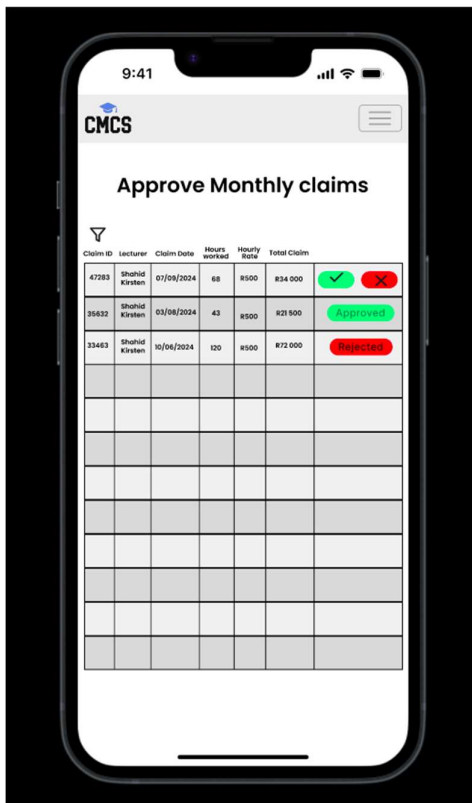 9:41
CMCS
Approve Monthly claims
Claim ID Lecturer Claim Date Hours worked Hourly Rate Total Claim
47283 Shahid Kirsten 07/09/2024 68 R500 R34 000
35632 Shahid Kirsten 03/08/2024 43 R500 R21 500 Approved
33463 Shahid Kirsten 10/06/2024 120 R500 R72 000 Rejected